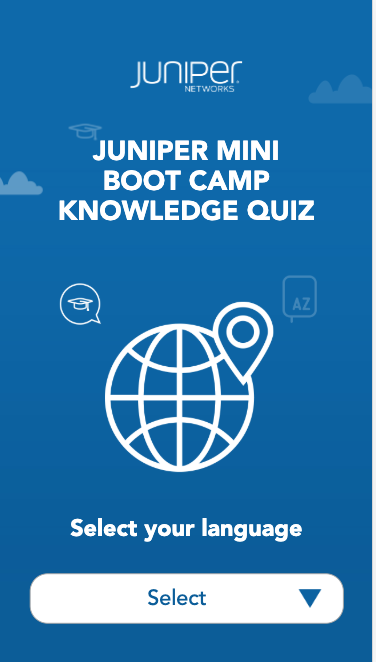 JUNIPEr
NETWORKS
JUNIPER MINI
BOOT CAMP
KNOWLEDGE QUIZ
AZ
Select your language
Select